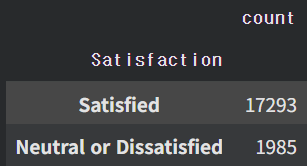 count
Satisfaction
Satisfied 17293
Neutral or Dissatisfied 1985